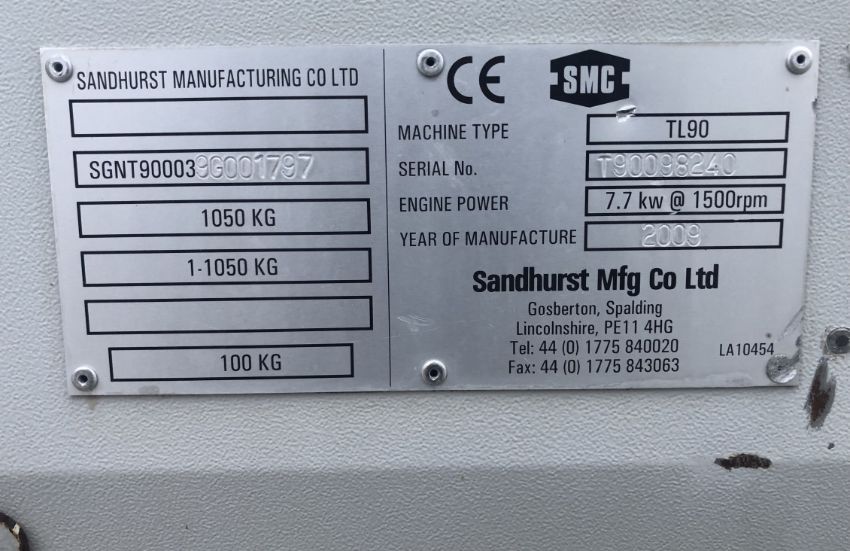 SANDHURST MANUFACTURING CO LTD
SGNT900039G001797
1050 KG
1-1050 KG
100 KG
CE SMC
MACHINE TYPE TL90
SERIAL No. T90098240
ENGINE POWER 7.7 kw @ 1500rpm
YEAR OF MANUFACTURE 2009
Sandhurst Mfg Co Ltd
Gosberton, Spalding
Lincolnshire, PE11 4HG
Tel: 44 (0) 1775 840020
Fax: 44 (0) 1775 843063
LA10454